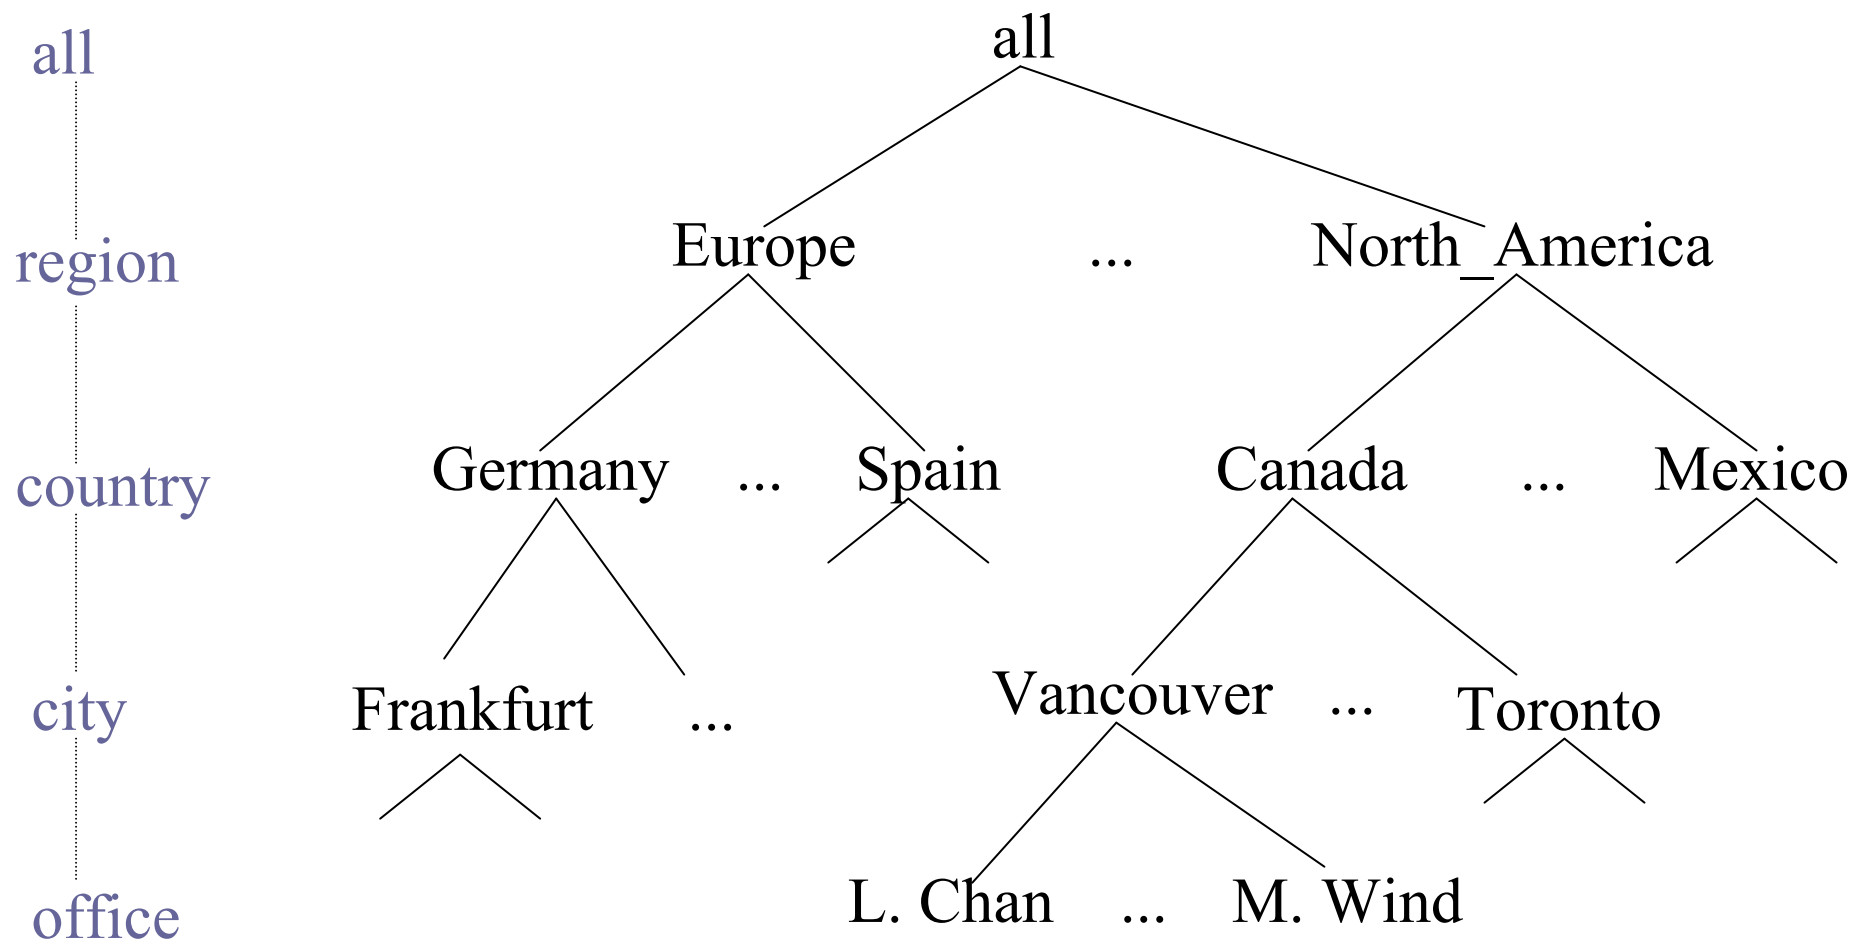 all
all
region
Europe ... North_America
country
Germany ... Spain Canada ... Mexico
city
Frankfurt ... Vancouver ... Toronto
office
L. Chan ... M. Wind